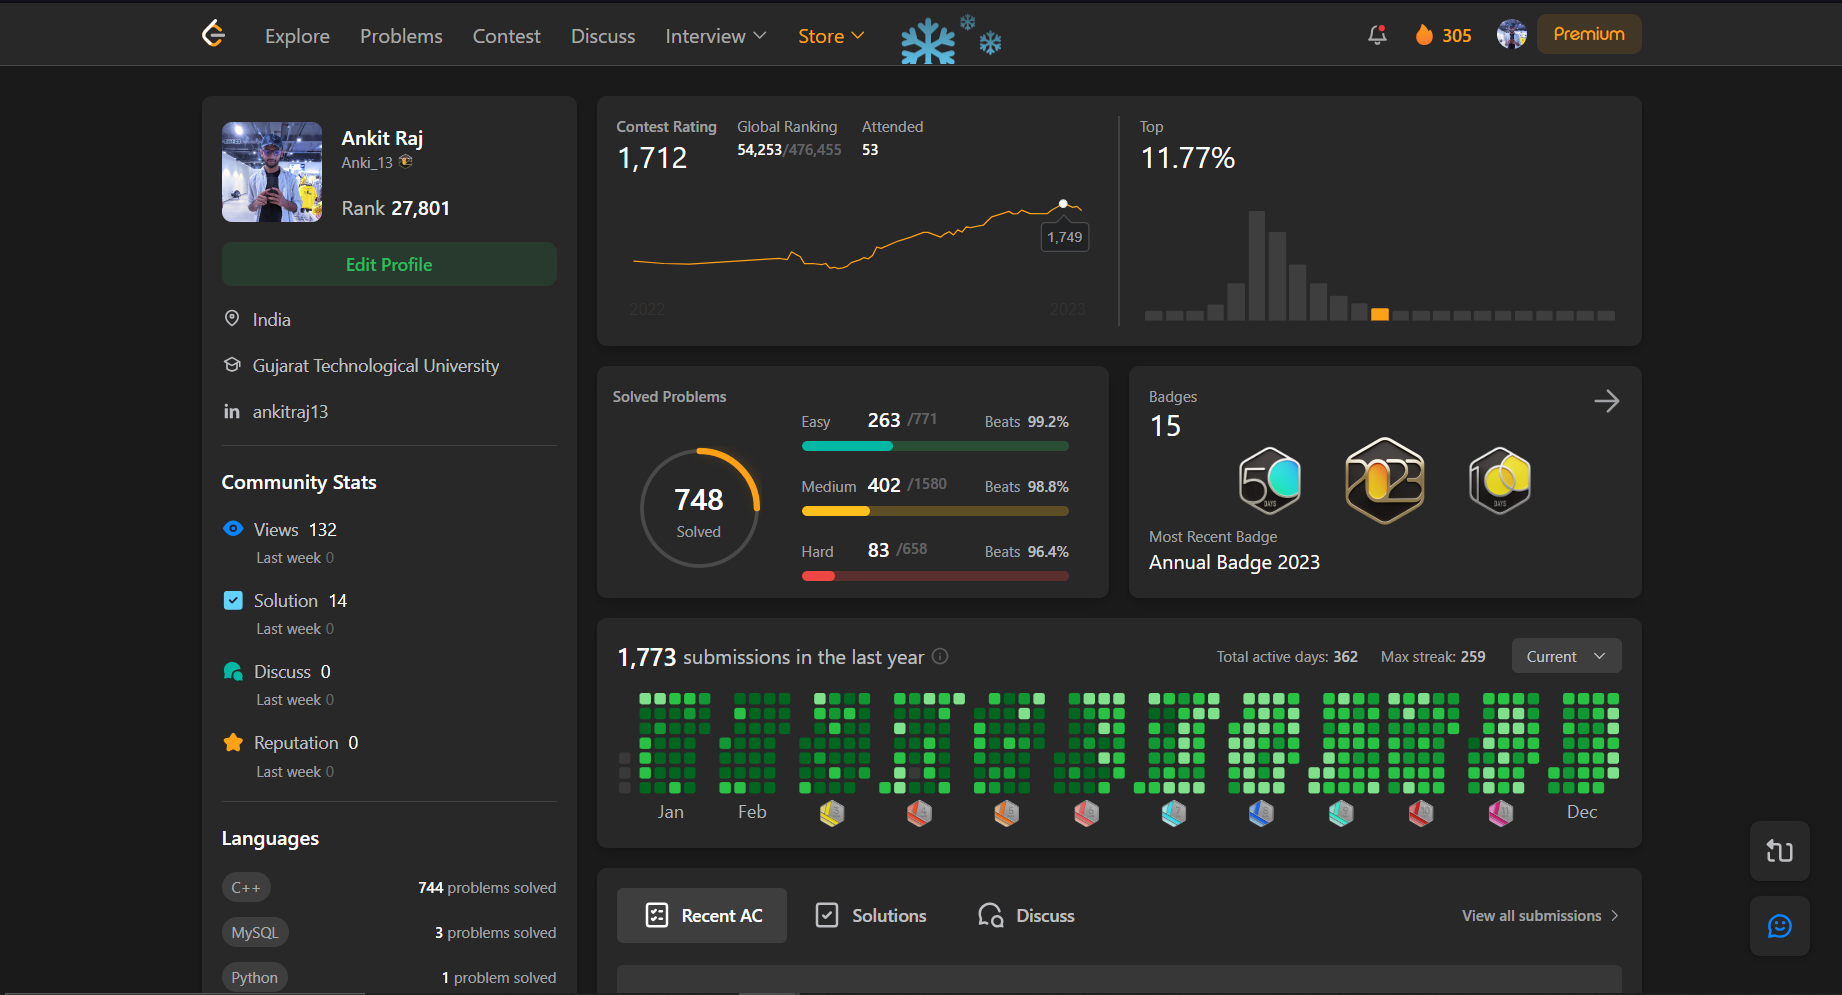 Explore Problems Contest Discuss Interview Store 305 Premium
Ankit Raj
Anki_13
Rank 27,801
Edit Profile
India
Gujarat Technological University
ankitraj13
Community Stats
Views 132
Last week 0
Solution 14
Last week 0
Discuss 0
Last week 0
Reputation 0
Last week 0
Languages
C++ 744 problems solved
MySQL 3 problems solved
Python 1 problem solved
Contest Rating
1,712
Global Ranking
54,253/476,455
Attended
53
1,749
2022 2023
Top
11.77%
Solved Problems
748
Solved
Easy 263 /771 Beats 99.2%
Medium 402 /1580 Beats 98.8%
Hard 83 /658 Beats 96.4%
Badges
15
50 DAYS
2023
100 DAYS
Most Recent Badge
Annual Badge 2023
1,773 submissions in the last year
Total active days: 362 Max streak: 259 Current
Jan Feb Dec
Recent AC Solutions Discuss View all submissions